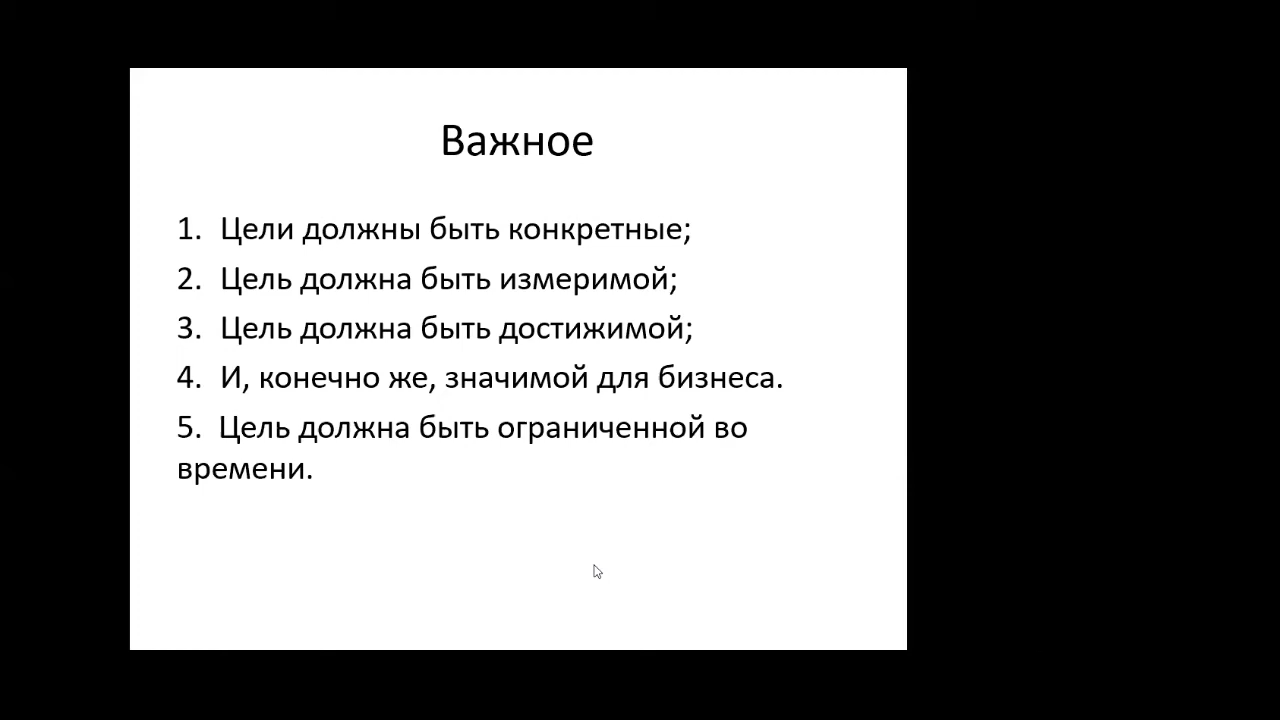 Важное
1. Цели должны быть конкретные;
2. Цель должна быть измеримой;
3. Цель должна быть достижимой;
4. И, конечно же, значимой для бизнеса.
5. Цель должна быть ограниченной во
времени.